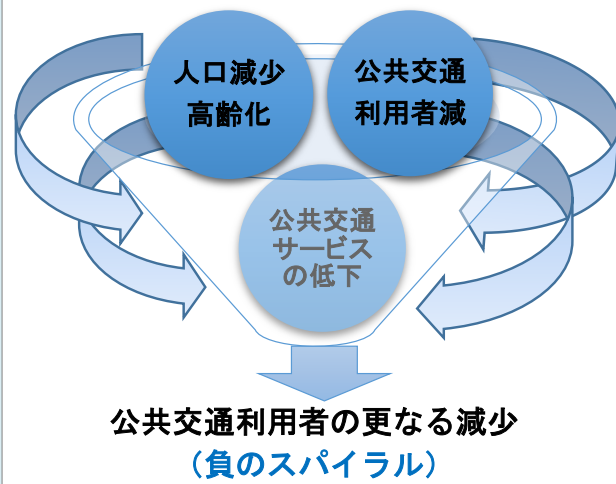 人口減少
高齢化
公共交通
利用者減
公共交通
サービス
の低下
公共交通利用者の更なる減少
（負のスパイラル）